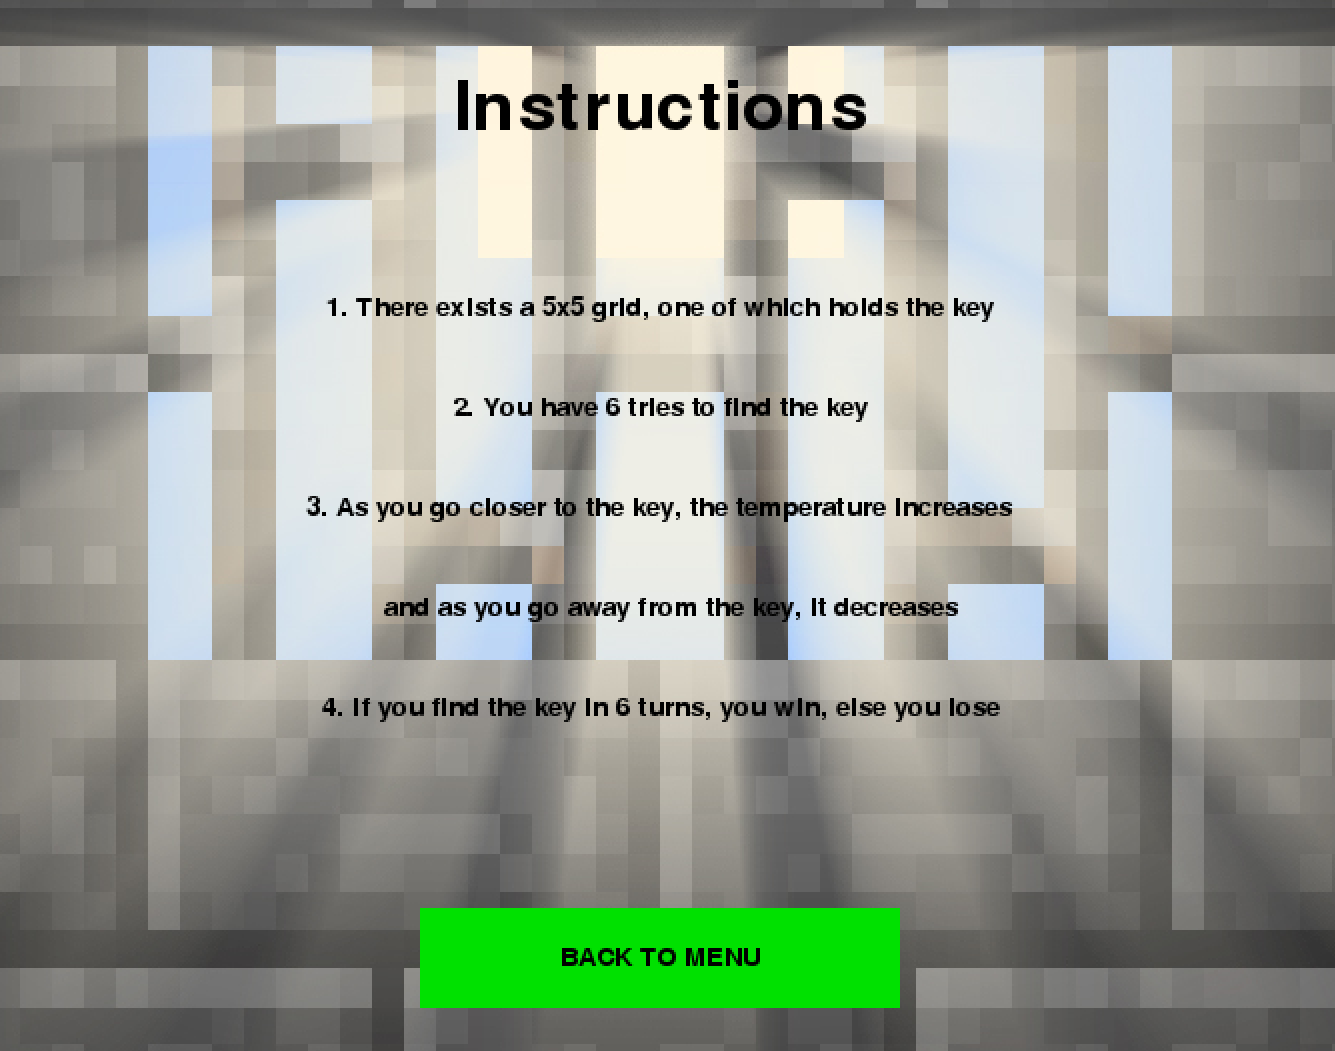 Instructions
1. There exists a 5x5 grid, one of which holds the key
2. You have 6 tries to find the key
3. As you go closer to the key, the temperature increases
and as you go away from the key, it decreases
4. If you find the key in 6 turns, you win, else you lose
BACK TO MENU